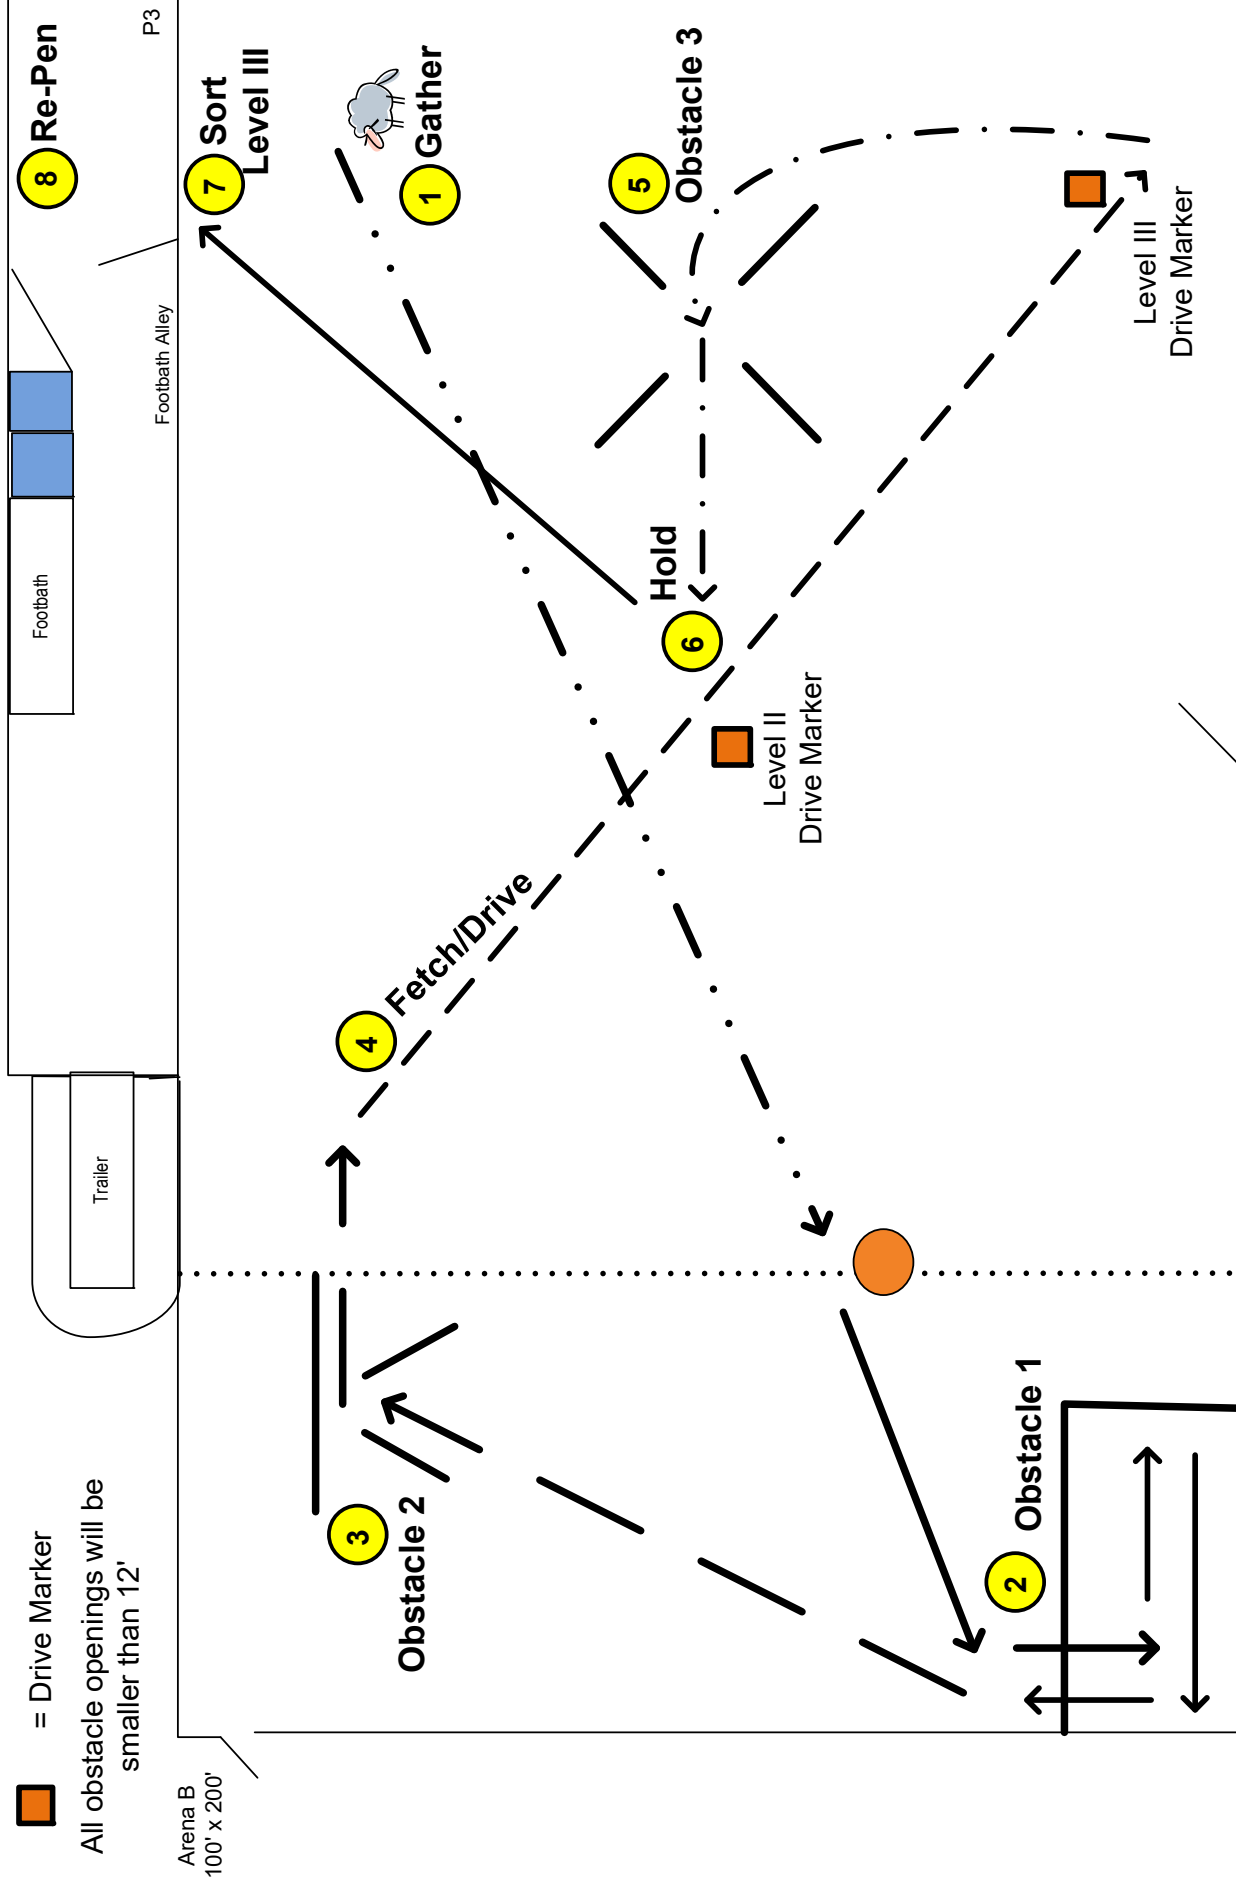 = Drive Marker
All obstacle openings will be
smaller than 12'
Arena B
100' x 200'
Trailer
Footbath
Footbath Alley
P3
8
Re-Pen
7
Sort
Level III
1
Gather
5
Obstacle 3
Level III
Drive Marker
6
Hold
Level II
Drive Marker
4
Fetch/Drive
3
Obstacle 2
2
Obstacle 1